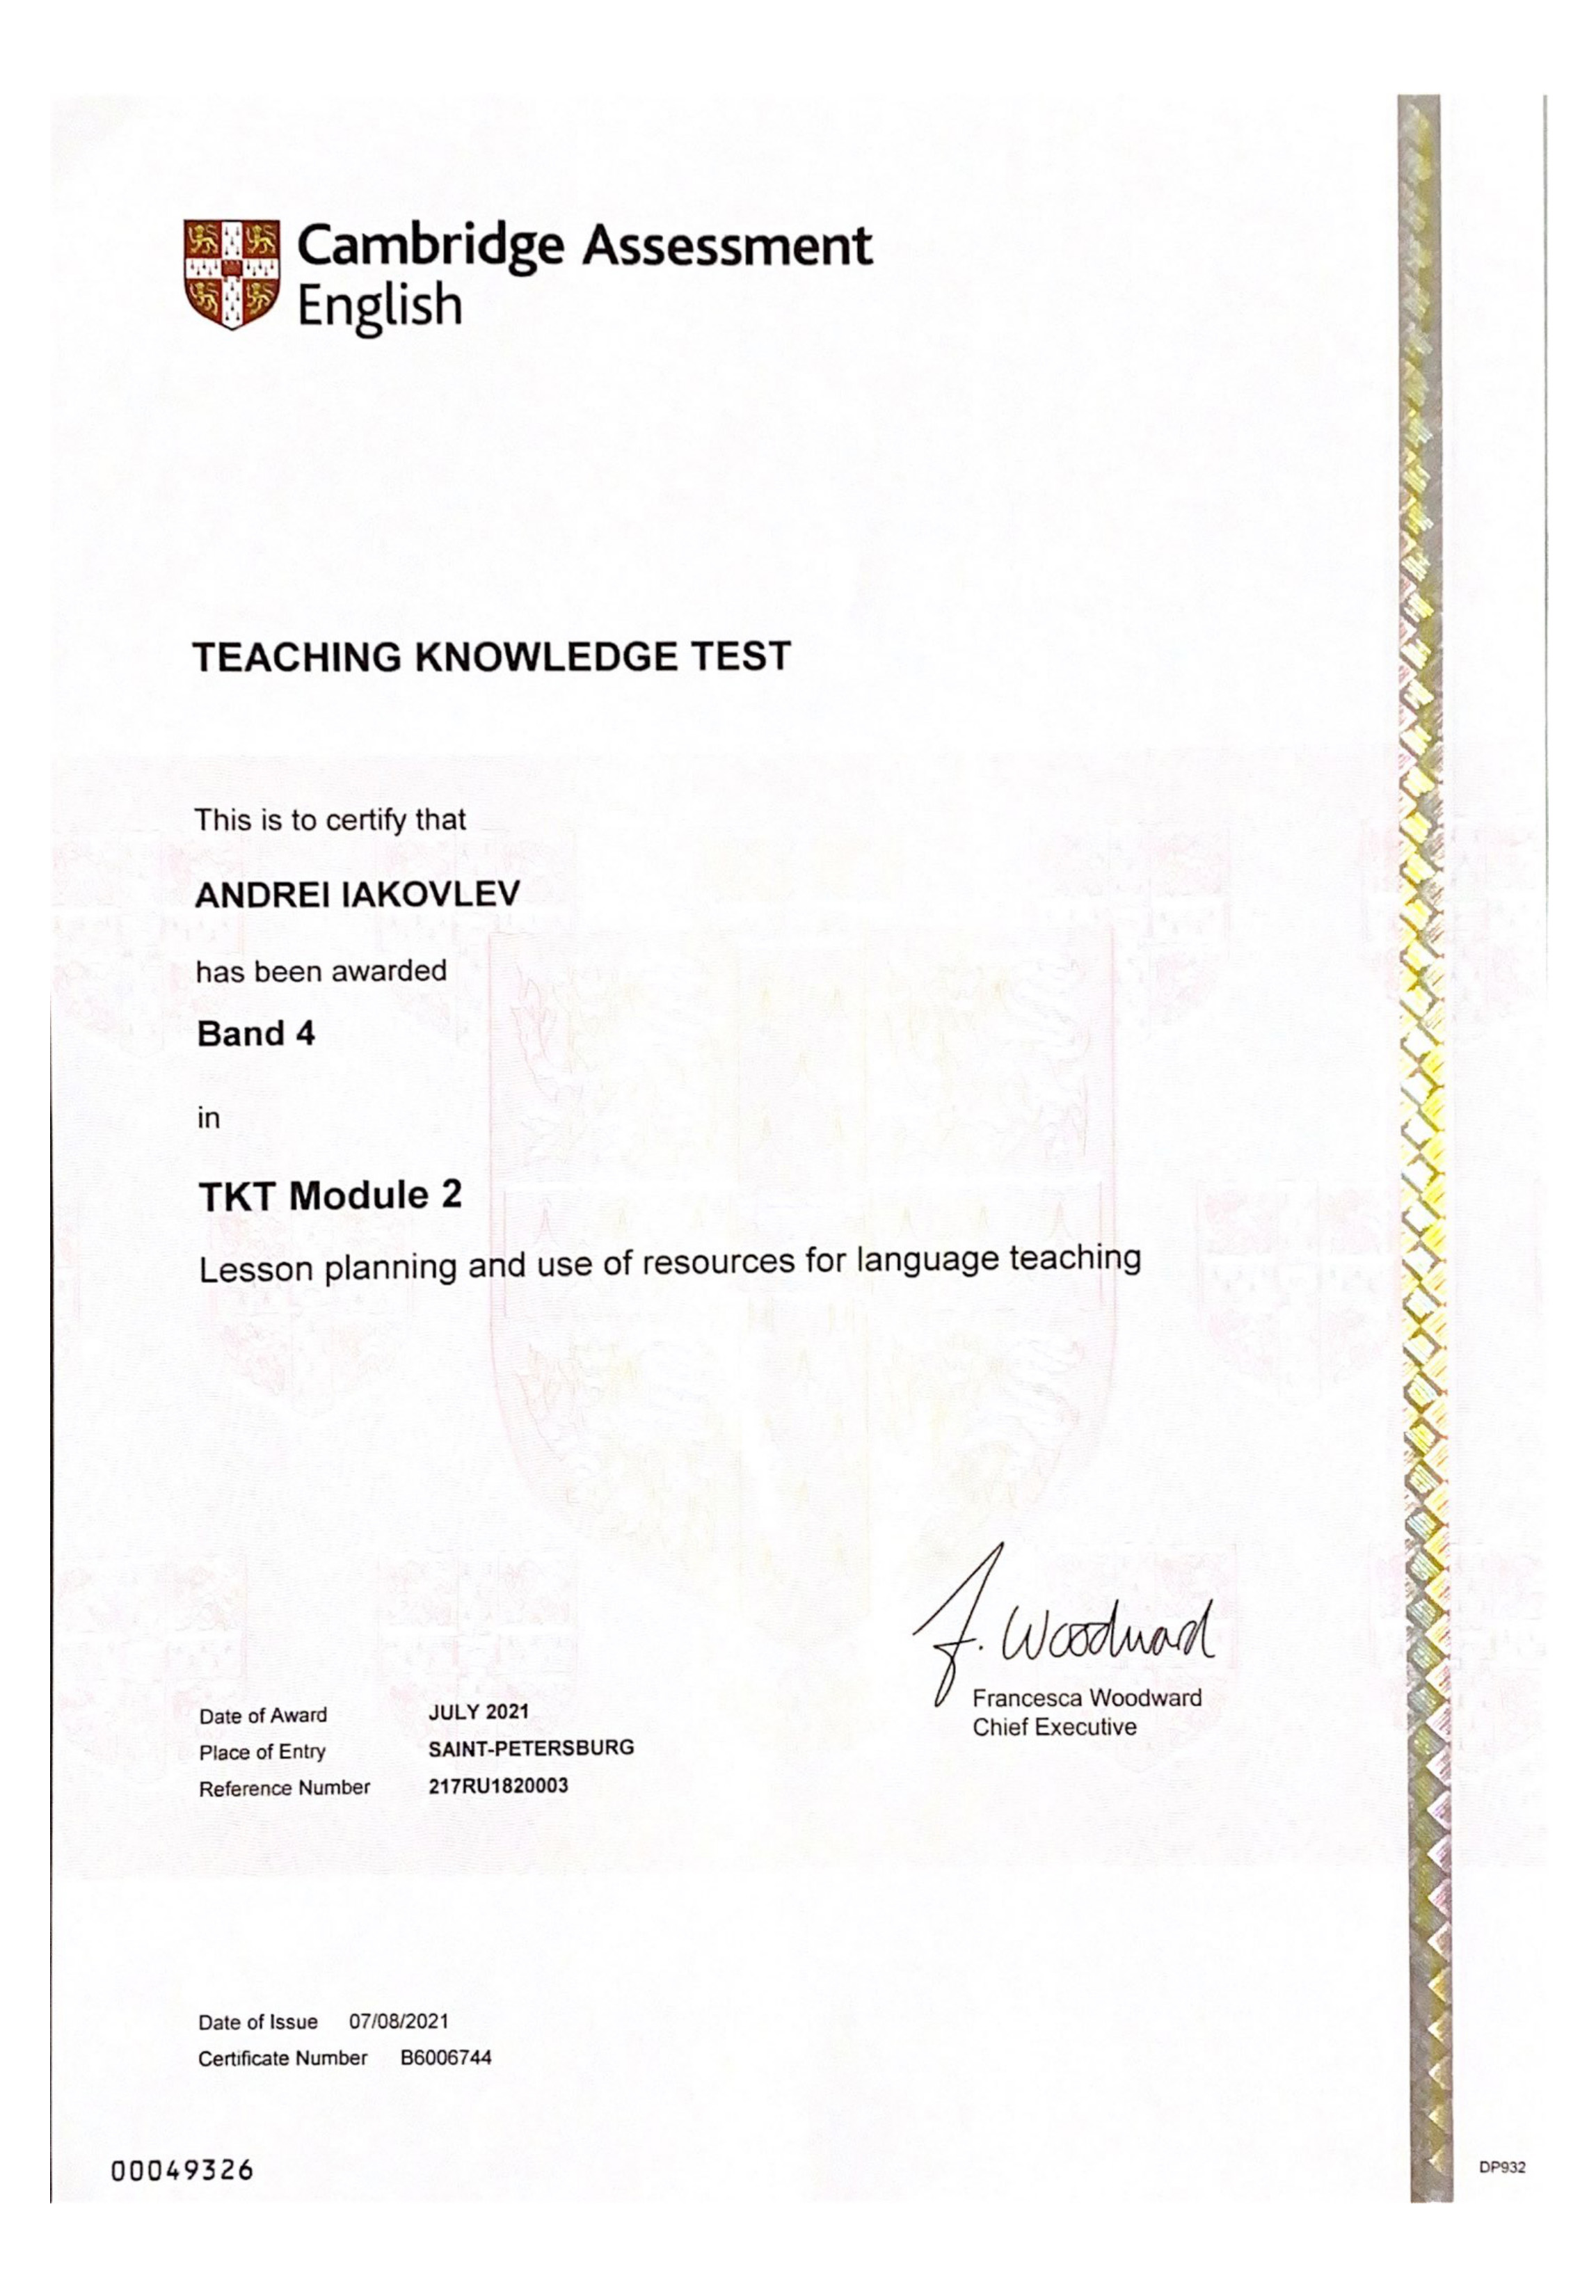 Cambridge Assessment
English
TEACHING KNOWLEDGE TEST
This is to certify that
ANDREI IAKOVLEV
has been awarded
Band 4
in
TKT Module 2
Lesson planning and use of resources for language teaching
F. Woodward
Francesca Woodward
Chief Executive
Date of Award JULY 2021
Place of Entry SAINT-PETERSBURG
Reference Number 217RU1820003
Date of Issue 07/08/2021
Certificate Number B6006744
00049326
DP932